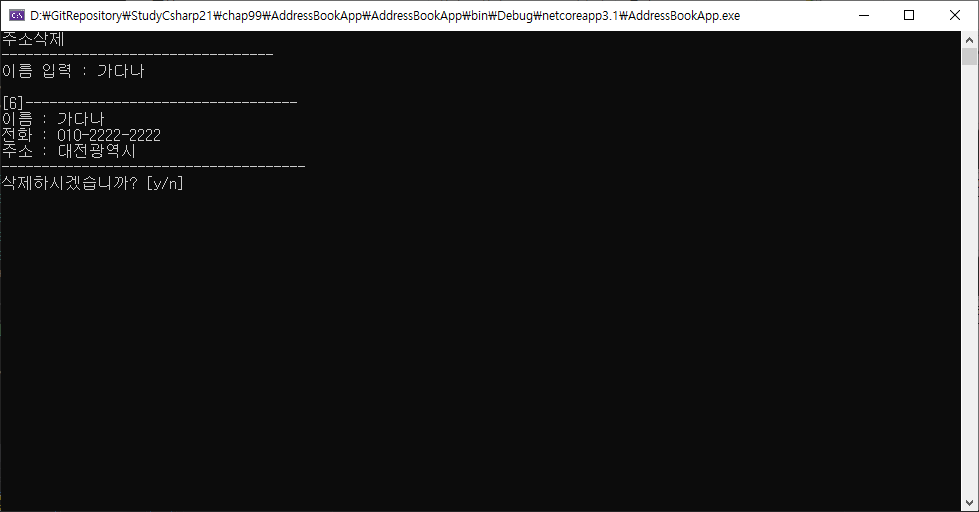 D:₩GitRepository₩StudyCsharp21₩chap99₩AddressBookApp₩AddressBookApp₩bin₩Debug₩netcoreapp3.1₩AddressBookApp.exe
주소삭제
----------------------------------
이름 입력 : 가다나
[6]----------------------------------
이름 : 가다나
전화 : 010-2222-2222
주소 : 대전광역시
--------------------------------------
삭제하시겠습니까? [y/n]